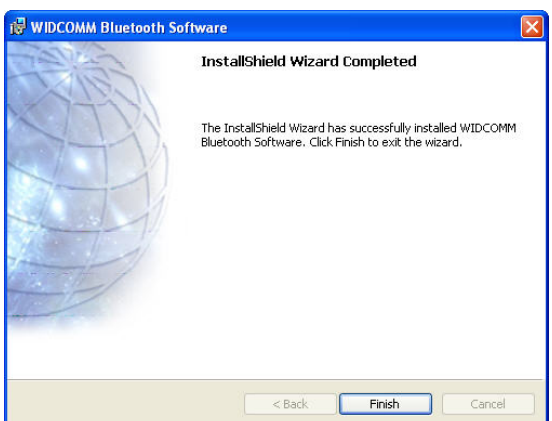 WIDCOMM Bluetooth Software
InstallShield Wizard Completed
The InstallShield Wizard has successfully installed WIDCOMM
Bluetooth Software. Click Finish to exit the wizard.
< Back Finish Cancel